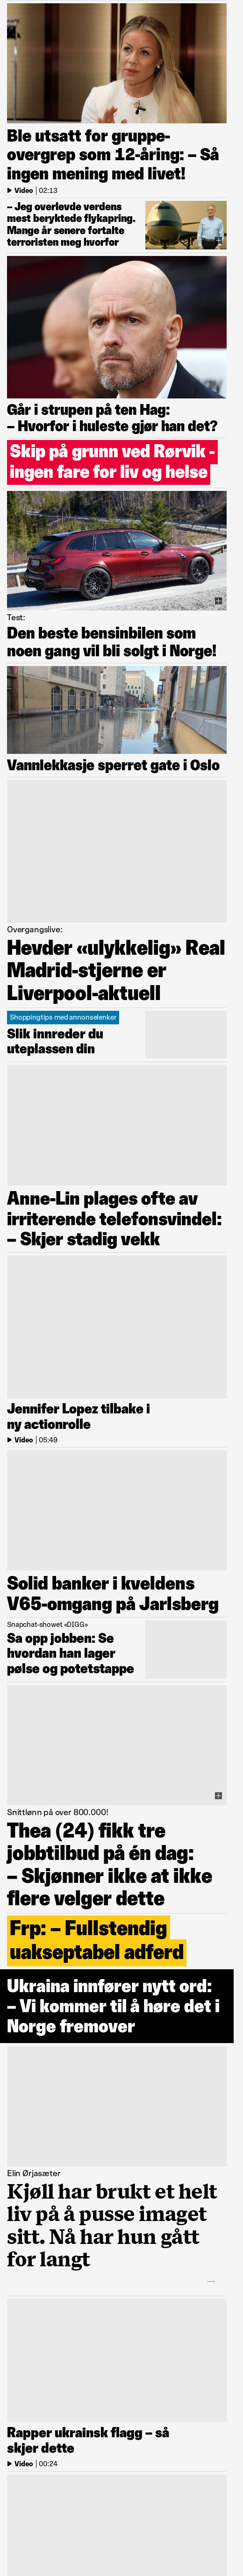 Ble utsatt for gruppe-
overgrep som 12-åring: – Så
ingen mening med livet!
Video | 02:13
– Jeg overlevde verdens
mest beryktede flykapring.
Mange år senere fortalte
terroristen meg hvorfor
Går i strupen på ten Hag:
– Hvorfor i huleste gjør han det?
Skip på grunn ved Rørvik -
ingen fare for liv og helse
Test:
Den beste bensinbilen som
noen gang vil bli solgt i Norge!
Vannlekkasje sperret gate i Oslo
Overgangslive:
Hevder «ulykkelig» Real
Madrid-stjerne er
Liverpool-aktuell
Shoppingtips med annonselenker
Slik innreder du
uteplassen din
Anne-Lin plages ofte av
irriterende telefonsvindel:
– Skjer stadig vekk
Jennifer Lopez tilbake i
ny actionrolle
Video | 05:49
Solid banker i kveldens
V65-omgang på Jarlsberg
Snapchat-showet «DIGG»
Sa opp jobben: Se
hvordan han lager
pølse og potetstappe
Snittlønn på over 800.000!
Thea (24) fikk tre
jobbtilbud på én dag:
– Skjønner ikke at ikke
flere velger dette
Frp: – Fullstendig
uakseptabel adferd
Ukraina innfører nytt ord:
– Vi kommer til å høre det i
Norge fremover
Elin Ørjasæter
Kjøll har brukt et helt
liv på å pusse imaget
sitt. Nå har hun gått
for langt
Rapper ukrainsk flagg – så
skjer dette
Video | 00:24